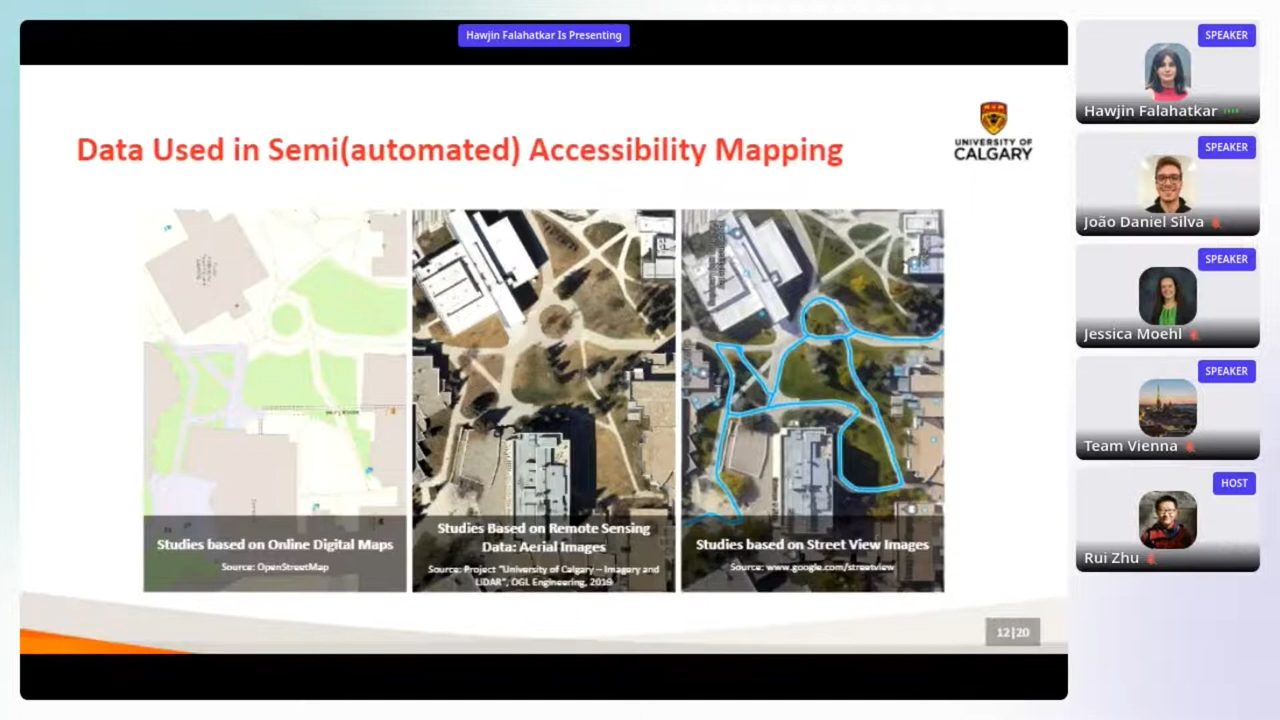 Hawjin Falahatkar Is Presenting
Data Used in Semi(automated) Accessibility Mapping
UNIVERSITY OF
CALGARY
Studies based on Online Digital Maps
Source: OpenStreetMap
Studies Based on Remote Sensing
Data: Aerial Images
Source: Project "University of Calgary – Imagery and
LiDAR", OGL Engineering, 2019
Studies based on Street View Images
Source: www.google.com/streetview
12|20
SPEAKER
Hawjin Falahatkar
SPEAKER
João Daniel Silva
SPEAKER
Jessica Moehl
SPEAKER
Team Vienna
HOST
Rui Zhu